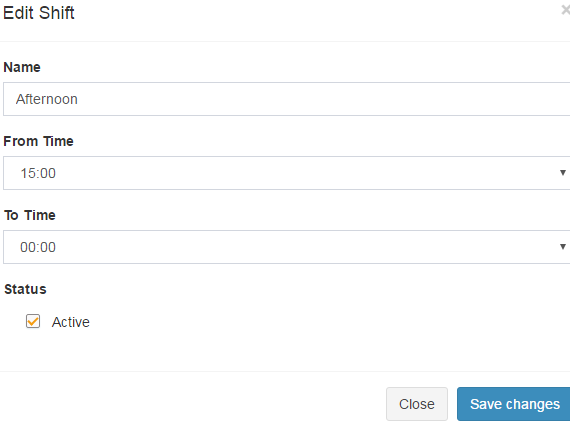 Edit Shift
Name
Afternoon
From Time
15:00
To Time
00:00
Status
Active
Close
Save changes